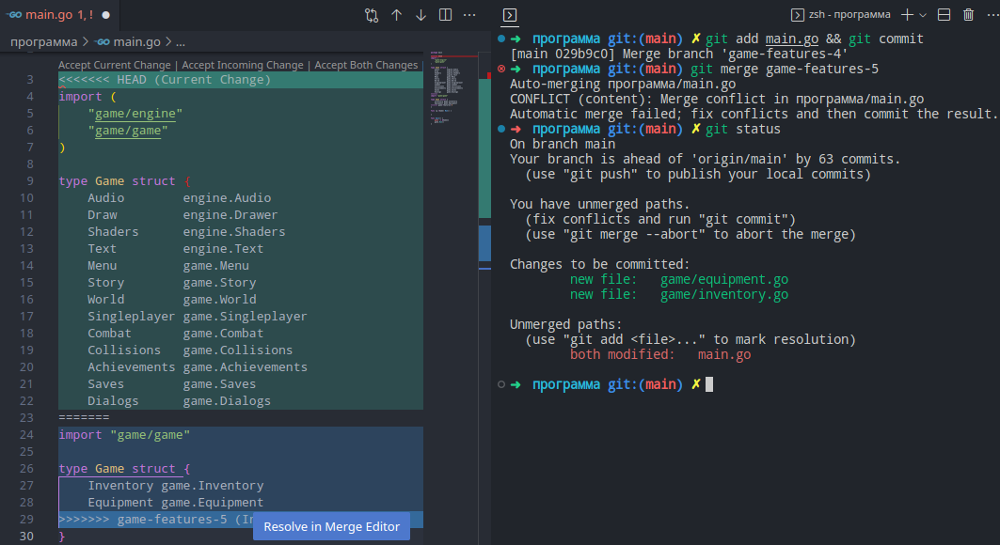 main.go 1, !
программа > main.go > ...
Accept Current Change | Accept Incoming Change | Accept Both Changes
3 <<<<<<< HEAD (Current Change)
4 import (
5 "game/engine"
6 "game/game"
7 )
8
9 type Game struct {
10 Audio engine.Audio
11 Draw engine.Drawer
12 Shaders engine.Shaders
13 Text engine.Text
14 Menu game.Menu
15 Story game.Story
16 World game.World
17 Singleplayer game.Singleplayer
18 Combat game.Combat
19 Collisions game.Collisions
20 Achievements game.Achievements
21 Saves game.Saves
22 Dialogs game.Dialogs
23 =======
24 import "game/game"
25
26 type Game struct {
27 Inventory game.Inventory
28 Equipment game.Equipment
29 >>>>>>> game-features-5 (I
30 }
Resolve in Merge Editor
zsh - программа
➜ программа git:(main) ✗ git add main.go && git commit
[main 029b9c0] Merge branch 'game-features-4'
➜ программа git:(main) git merge game-features-5
Auto-merging программа/main.go
CONFLICT (content): Merge conflict in программа/main.go
Automatic merge failed; fix conflicts and then commit the result.
➜ программа git:(main) ✗ git status
On branch main
Your branch is ahead of 'origin/main' by 63 commits.
(use "git push" to publish your local commits)
You have unmerged paths.
(fix conflicts and run "git commit")
(use "git merge --abort" to abort the merge)
Changes to be committed:
new file: game/equipment.go
new file: game/inventory.go
Unmerged paths:
(use "git add <file>..." to mark resolution)
both modified: main.go
➜ программа git:(main) ✗